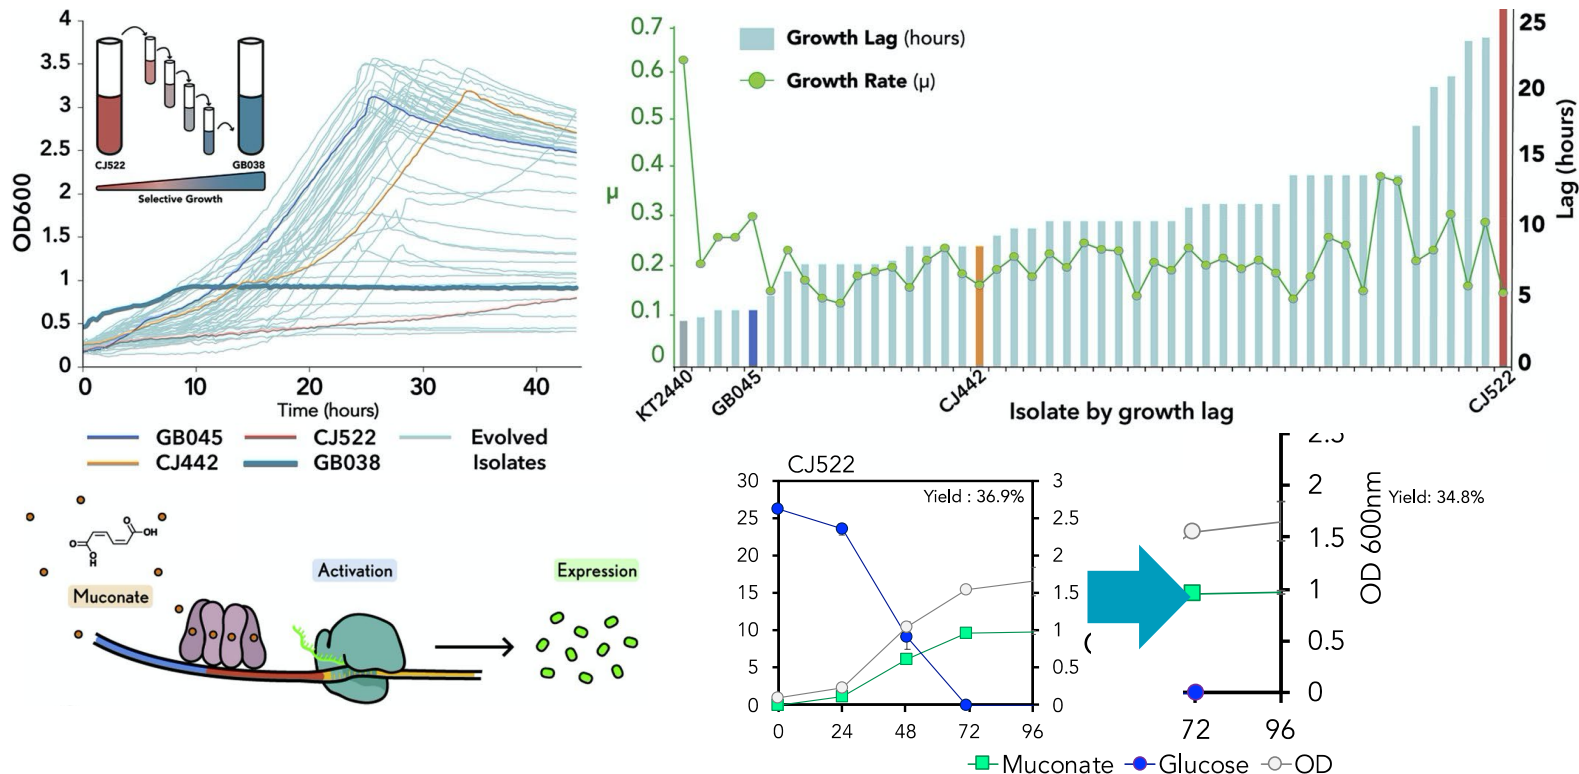 4
3.5
3
2.5
2
1.5
1
0.5
0
OD600
CJ522
GB038
Selective Growth
0
10
20
30
40
Time (hours)
GB045
CJ522
Evolved
Isolates
CJ442
GB038
0.7
0.6
0.5
0.4
0.3
0.2
0.1
0
μ
Growth Lag (hours)
Growth Rate (μ)
25
20
15
10
5
0
Lag (hours)
KT2440
GB045
CJ442
CJ522
Isolate by growth lag
O
OH
O
O
H
Muconate
Activation
Expression
CJ522
Yield : 36.9%
30
25
20
15
10
5
0
3
2.5
2
1.5
1
0.5
0
0
24
48
72
96
2.5
2
1.5
1
0.5
0
OD 600nm
Yield: 34.8%
72
96
Muconate
Glucose
OD